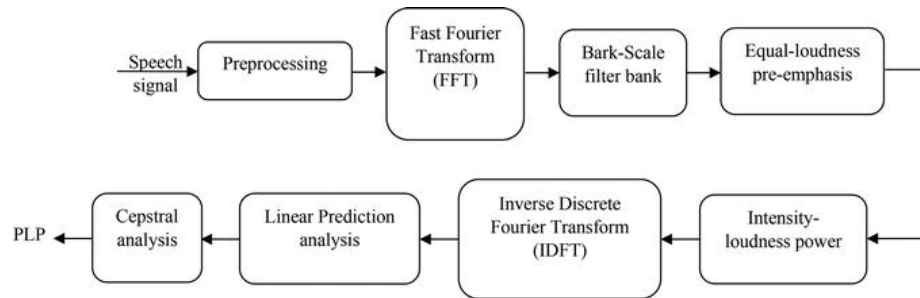 Speech
signal
Preprocessing
Fast Fourier
Transform
(FFT)
Bark-Scale
filter bank
Equal-loudness
pre-emphasis
PLP
Cepstral
analysis
Linear Prediction
analysis
Inverse Discrete
Fourier Transform
(IDFT)
Intensity-
loudness power